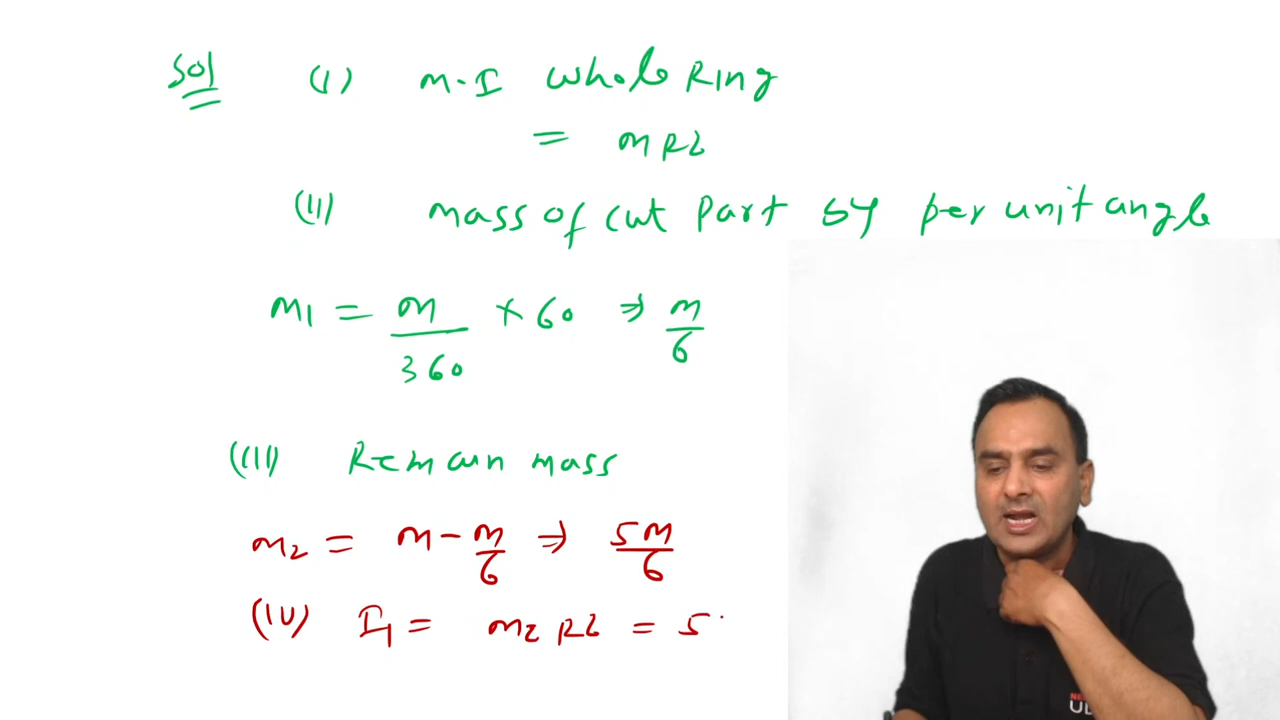 Sol (I) M.I whole Ring
= MR2
(II) mass of cut part by per unit angle
m1 = M/360 × 60 ⇒ M/6
(III) Remain mass
m2 = M - M/6 ⇒ 5M/6
(IV) I1 = m2 R2 = 5